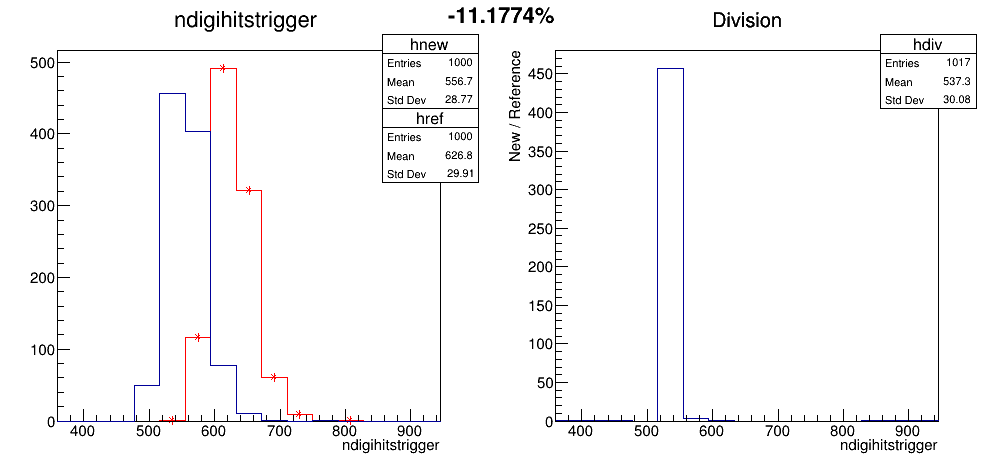 -11.1774%
ndigihitstrigger
hnew
Entries 1000
Mean 556.7
Std Dev 28.77
href
Entries 1000
Mean 626.8
Std Dev 29.91
500
400
300
200
100
0
400 500 600 700 800 900
ndigihitstrigger
Division
hdiv
Entries 1017
Mean 537.3
Std Dev 30.08
New / Reference
450
400
350
300
250
200
150
100
50
0
400 500 600 700 800 900
ndigihitstrigger